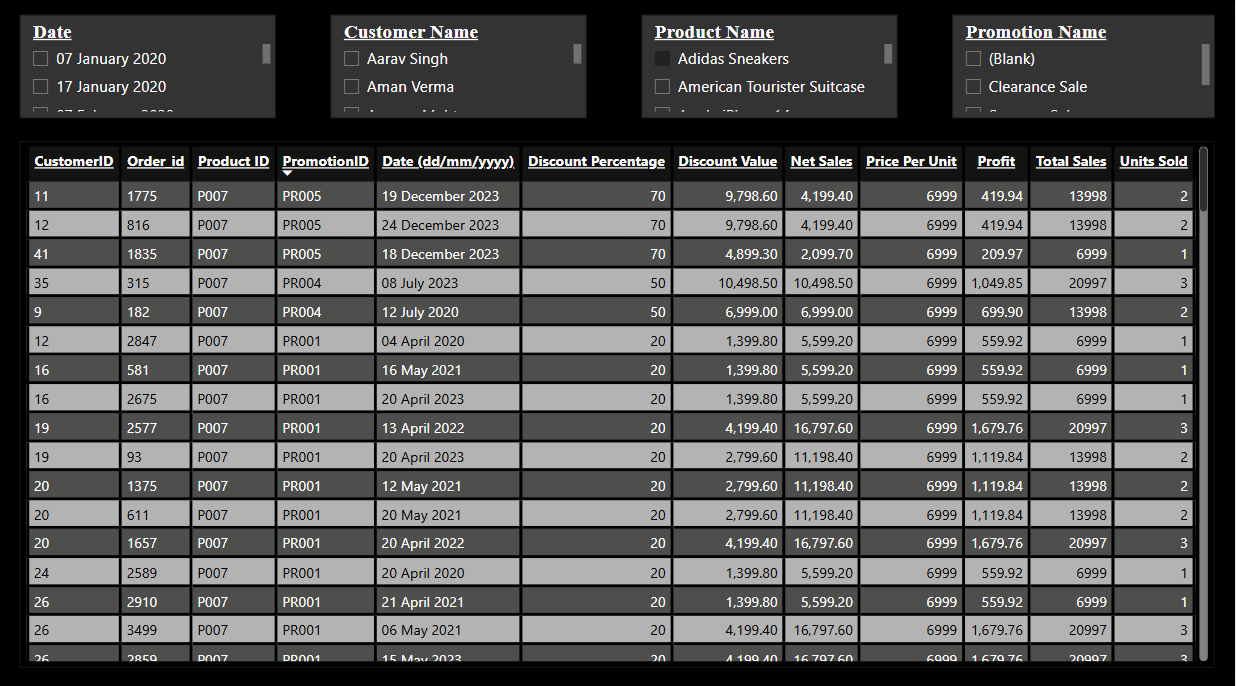 Date Customer Name Product Name Promotion Name
07 January 2020 Aarav Singh Adidas Sneakers (Blank)
17 January 2020 Aman Verma American Tourister Suitcase Clearance Sale
CustomerID Order_id Product ID PromotionID Date (dd/mm/yyyy) Discount Percentage Discount Value Net Sales Price Per Unit Profit Total Sales Units Sold
11 1775 P007 PR005 19 December 2023 70 9,798.60 4,199.40 6999 419.94 13998 2
12 816 P007 PR005 24 December 2023 70 9,798.60 4,199.40 6999 419.94 13998 2
41 1835 P007 PR005 18 December 2023 70 4,899.30 2,099.70 6999 209.97 6999 1
35 315 P007 PR004 08 July 2023 50 10,498.50 10,498.50 6999 1,049.85 20997 3
9 182 P007 PR004 12 July 2020 50 6,999.00 6,999.00 6999 699.90 13998 2
12 2847 P007 PR001 04 April 2020 20 1,399.80 5,599.20 6999 559.92 6999 1
16 581 P007 PR001 16 May 2021 20 1,399.80 5,599.20 6999 559.92 6999 1
16 2675 P007 PR001 20 April 2023 20 1,399.80 5,599.20 6999 559.92 6999 1
19 2577 P007 PR001 13 April 2022 20 4,199.40 16,797.60 6999 1,679.76 20997 3
19 93 P007 PR001 20 April 2023 20 2,799.60 11,198.40 6999 1,119.84 13998 2
20 1375 P007 PR001 12 May 2021 20 2,799.60 11,198.40 6999 1,119.84 13998 2
20 611 P007 PR001 20 May 2021 20 2,799.60 11,198.40 6999 1,119.84 13998 2
20 1657 P007 PR001 20 April 2022 20 4,199.40 16,797.60 6999 1,679.76 20997 3
24 2589 P007 PR001 20 April 2020 20 1,399.80 5,599.20 6999 559.92 6999 1
26 2910 P007 PR001 21 April 2021 20 1,399.80 5,599.20 6999 559.92 6999 1
26 3499 P007 PR001 06 May 2021 20 4,199.40 16,797.60 6999 1,679.76 20997 3
26 2859 P007 PR001 15 May 2023 20 4,199.40 16,797.60 6999 1,679.76 20997 3